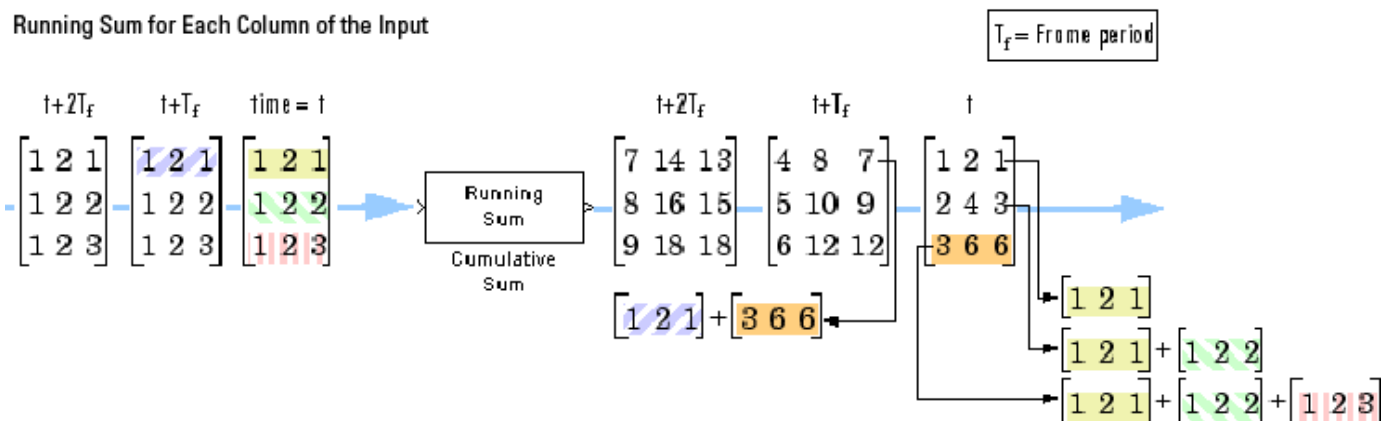 Running Sum for Each Column of the Input
Tf = Frame period
t+2Tf t+Tf time = t t+2Tf t+Tf t
1 2 1 1 2 1 1 2 1 7 14 13 4 8 7 1 2 1
1 2 2 1 2 2 1 2 2 Running Sum 8 16 15 5 10 9 2 4 3
1 2 3 1 2 3 1 2 3 9 18 18 6 12 12 3 6 6
Cumulative Sum
[1 2 1] + [3 6 6]
[1 2 1]
[1 2 1] + [1 2 2]
[1 2 1] + [1 2 2] + [1 2 3]